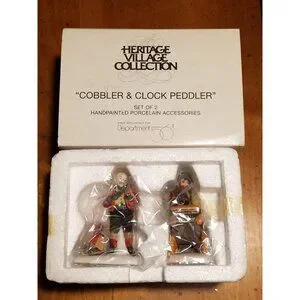 HERITAGE
VILLAGE
COLLECTION
"COBBLER & CLOCK PEDDLER"
SET OF 2
HANDPAINTED PORCELAIN ACCESSORIES
Department 56